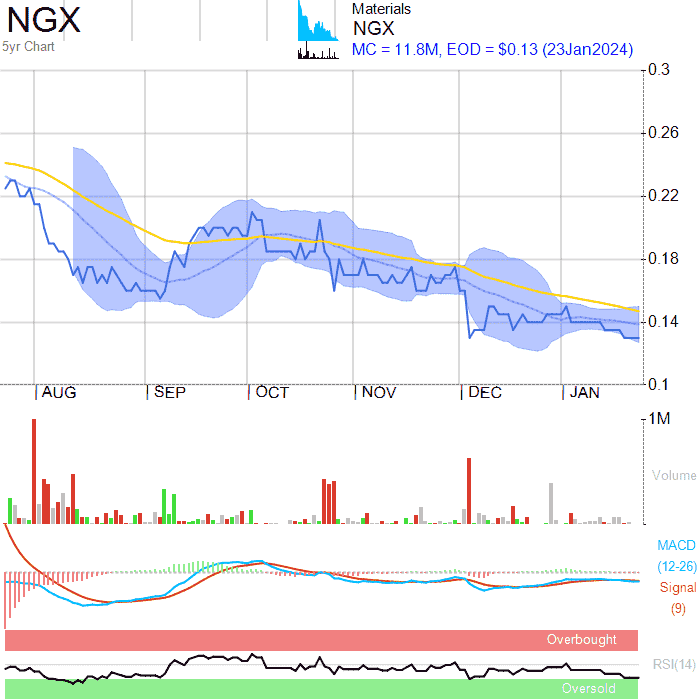 NGX
5yr Chart
Materials
NGX
MC = 11.8M, EOD = $0.13 (23Jan2024)
0.3
0.26
0.22
0.18
0.14
0.1
AUG SEP OCT NOV DEC JAN
1M
Volume
MACD
(12-26)
Signal
(9)
Overbought
RSI(14)
Oversold